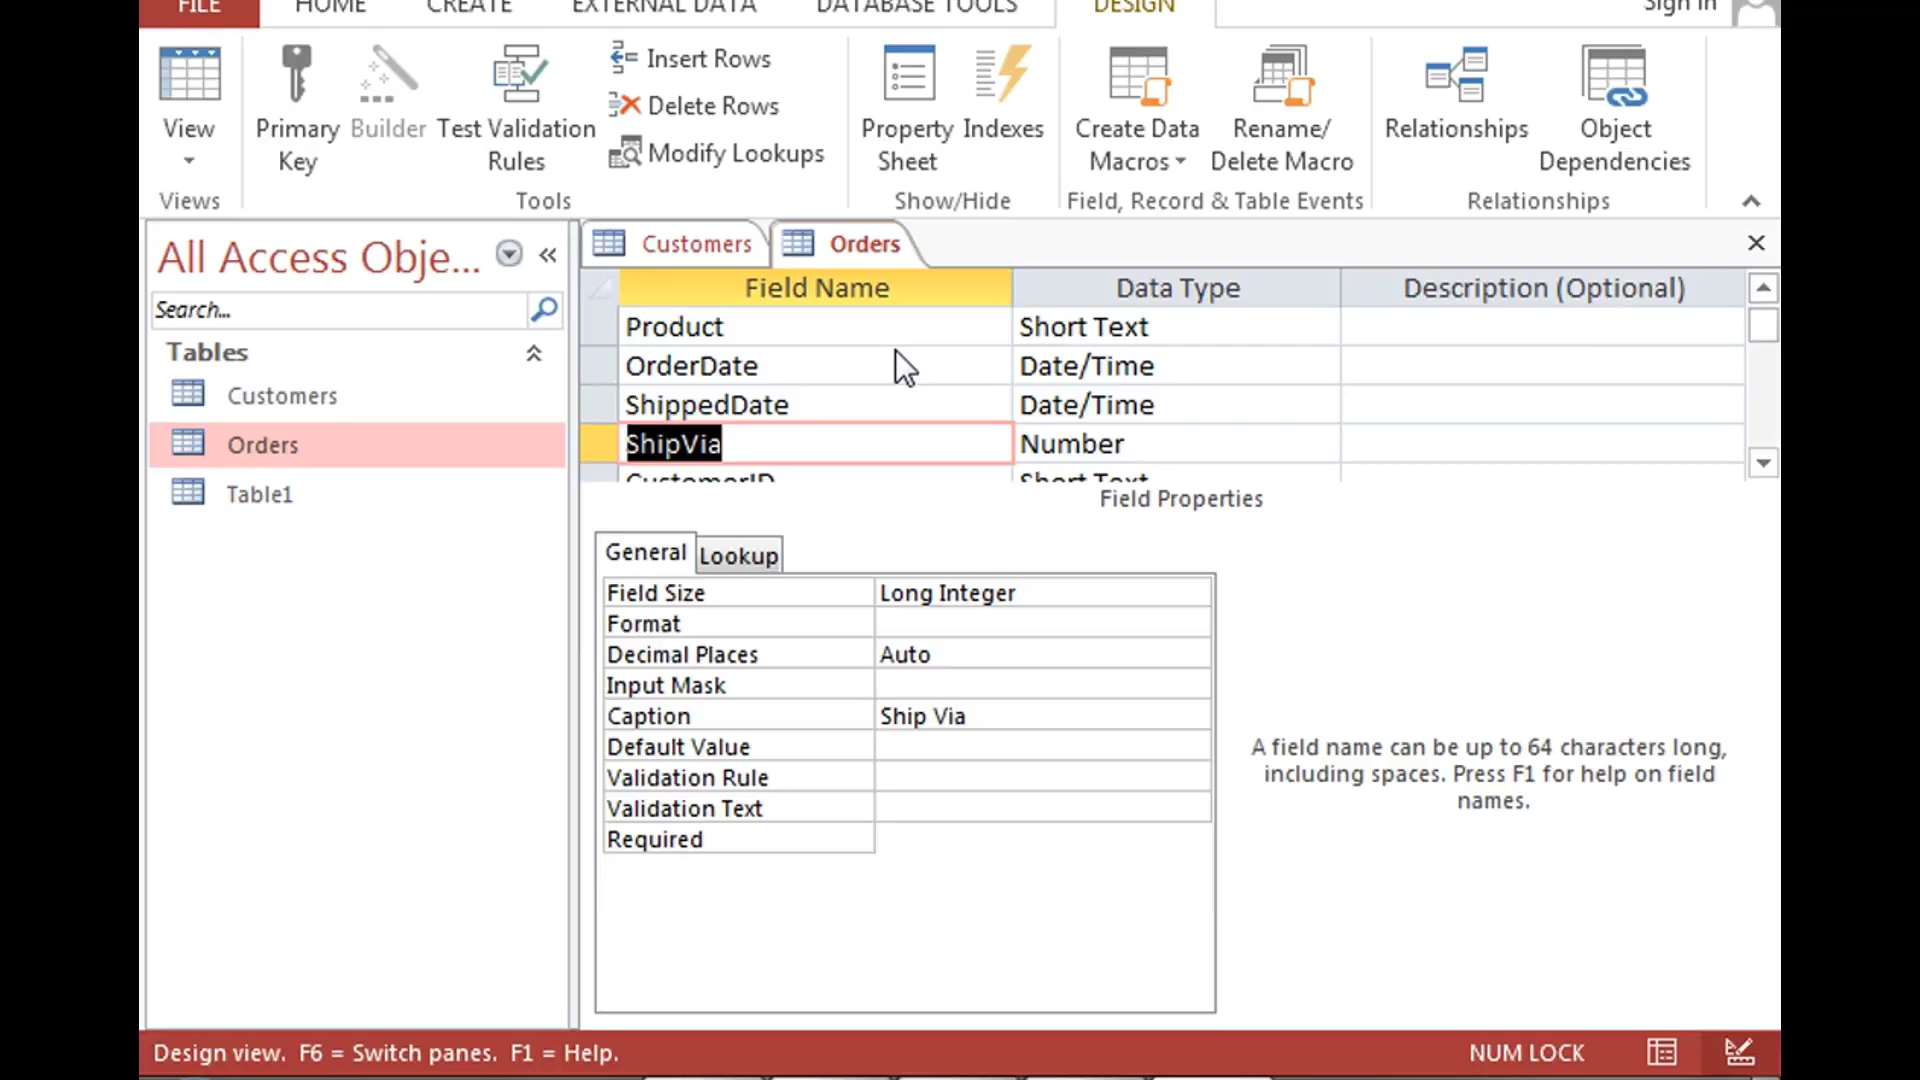 FILE HOME CREATE EXTERNAL DATA DATABASE TOOLS DESIGN Sign in
View
Primary Key
Builder
Test Validation Rules
Insert Rows
Delete Rows
Modify Lookups
Property Sheet
Indexes
Create Data Macros
Rename/ Delete Macro
Relationships
Object Dependencies
Views Tools Show/Hide Field, Record & Table Events Relationships
All Access Obje...
Search...
Tables
Customers
Orders
Table1
Customers Orders
Field Name Data Type Description (Optional)
Product Short Text
OrderDate Date/Time
ShippedDate Date/Time
ShipVia Number
CustomerID Short Text
Field Properties
General Lookup
Field Size Long Integer
Format
Decimal Places Auto
Input Mask
Caption Ship Via
Default Value
Validation Rule
Validation Text
Required
A field name can be up to 64 characters long,
including spaces. Press F1 for help on field
names.
Design view. F6 = Switch panes. F1 = Help.
NUM LOCK